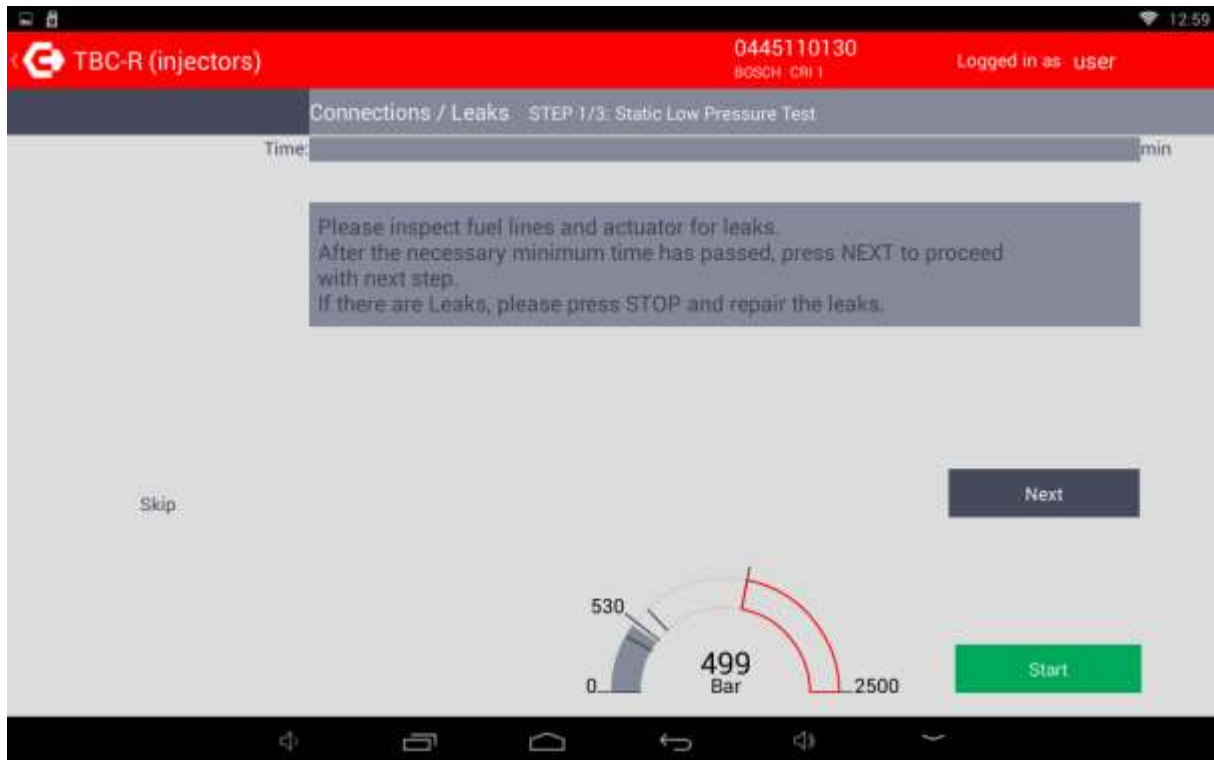 12:59
TBC-R (injectors)
0445110130
BOSCH CRI 1
Logged in as user
Connections / Leaks STEP 1/3: Static Low Pressure Test
Time:
min
Please inspect fuel lines and actuator for leaks.
After the necessary minimum time has passed, press NEXT to proceed
with next step.
If there are Leaks, please press STOP and repair the leaks.
Skip
Next
530
499
Bar
0
2500
Start